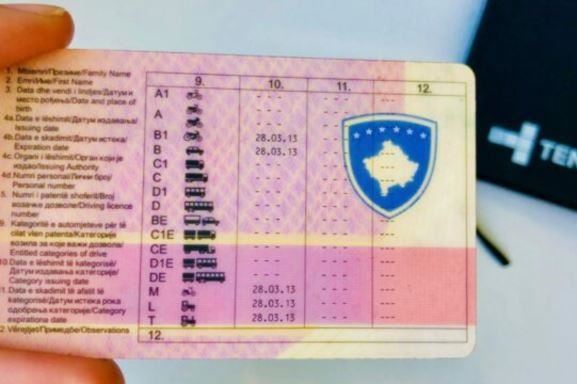 1. Mbiemri/Презиме/Family Name
2. Emri/Име/First Name
3. Data dhe vendi i lindjes/Датум и
место рођења/Date and place of
birth
4a.Data e lëshimit/Датум издавања/
Issuing date
4b.Data e skadimit/Датум истека/
Expiration date
4c. Organi i lëshimit/Орган који је
издао/Issuing Authority
4d.Numri personal/Лични број/
Personal number
5. Numri i patentë shoferit/Број
возачке дозволе/Driving licence
number
9. Kategoritë e automjeteve për të
cilat vlen patenta/Категорије
возила за које важи дозвола/
Entitled categories of drive
10.Data e lëshimit të kategorisë/
Датум издавања категорије/
Category issuing date
11.Data e skadimit të afatit të
kategorisë/Датум истека рока
одобрења категорије/Category
expirationa date
12.Vërejtjet/Примедбе/Observations
9. 10. 11. 12.
A1 --- --- ---
A --- --- ---
B1 28.03.13 --- ---
B 28.03.13 --- ---
C1 --- --- ---
C --- --- ---
D1 --- --- ---
D --- --- ---
BE --- --- ---
C1E --- --- ---
CE --- --- ---
D1E --- --- ---
DE --- --- ---
M 28.03.13 --- ---
L 28.03.13 --- ---
T 28.03.13 --- ---
12.
TEN